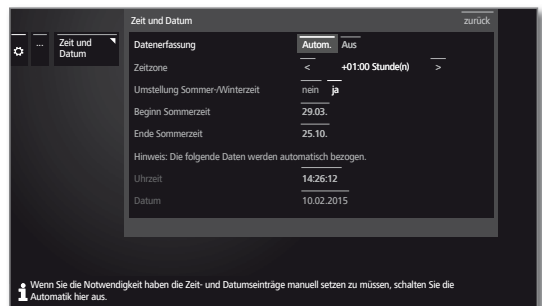 Zeit und Datum
zurück
...
Zeit und
Datum
Datenerfassung Autom. Aus
Zeitzone < +01:00 Stunde(n) >
Umstellung Sommer-/Winterzeit nein ja
Beginn Sommerzeit 29.03.
Ende Sommerzeit 25.10.
Hinweis: Die folgende Daten werden automatisch bezogen.
Uhrzeit 14:26:12
Datum 10.02.2015
Wenn Sie die Notwendigkeit haben die Zeit- und Datumseinträge manuell setzen zu müssen, schalten Sie die
Automatik hier aus.